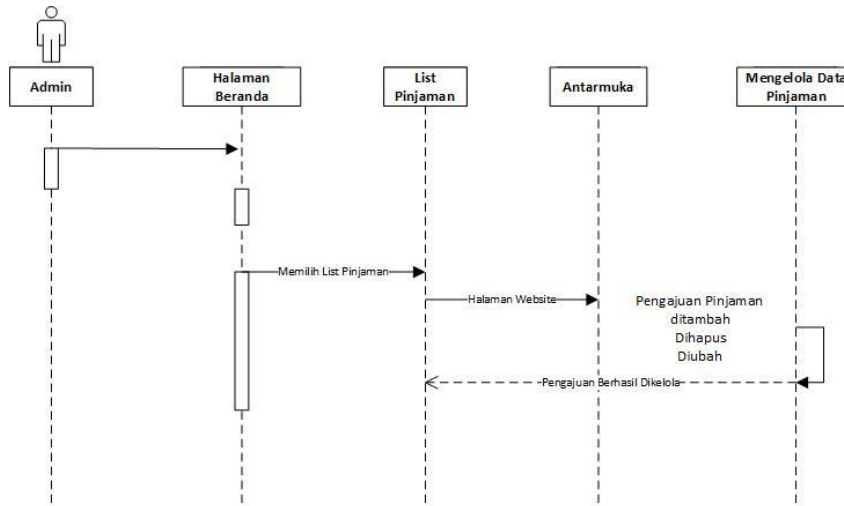 Admin
Halaman
Beranda
List
Pinjaman
Antarmuka
Mengelola Data
Pinjaman
Memilih List Pinjaman
Halaman Website
Pengajuan Pinjaman
ditambah
Dihapus
Diubah
Pengajuan Berhasil Dikelola